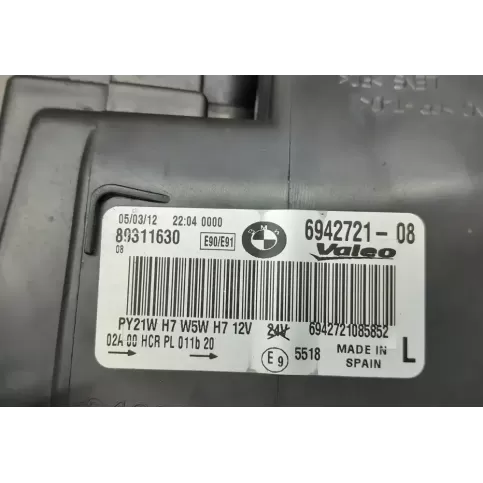 05/03/12 22:04 0000
89311630 E90/E91 BMW 6942721-08
08 Valeo
PY21W H7 W5W H7 12V 24V 6942721085852
02A 00 HCR PL 011b 20 E9 5518 MADE IN SPAIN L